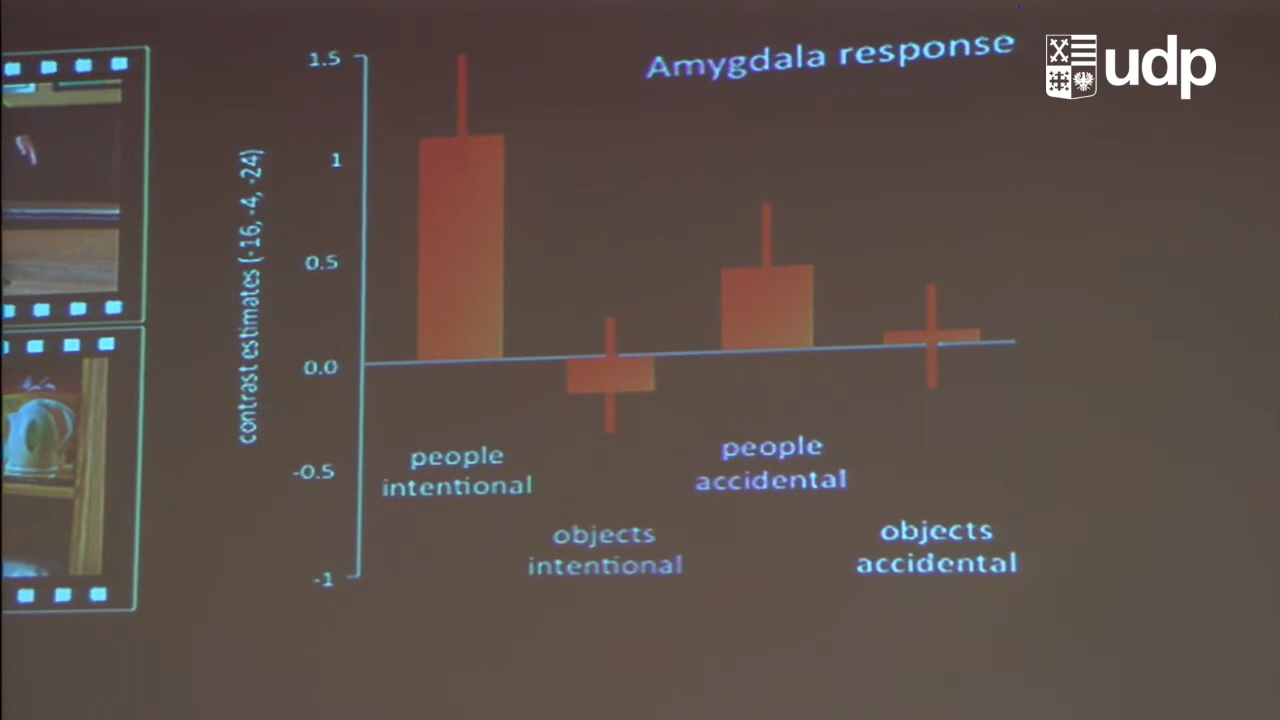 Amygdala response
udp
1.5
1
0.5
0.0
-0.5
-1
contrast estimates (-16, -4, -24)
people
intentional
objects
intentional
people
accidental
objects
accidental